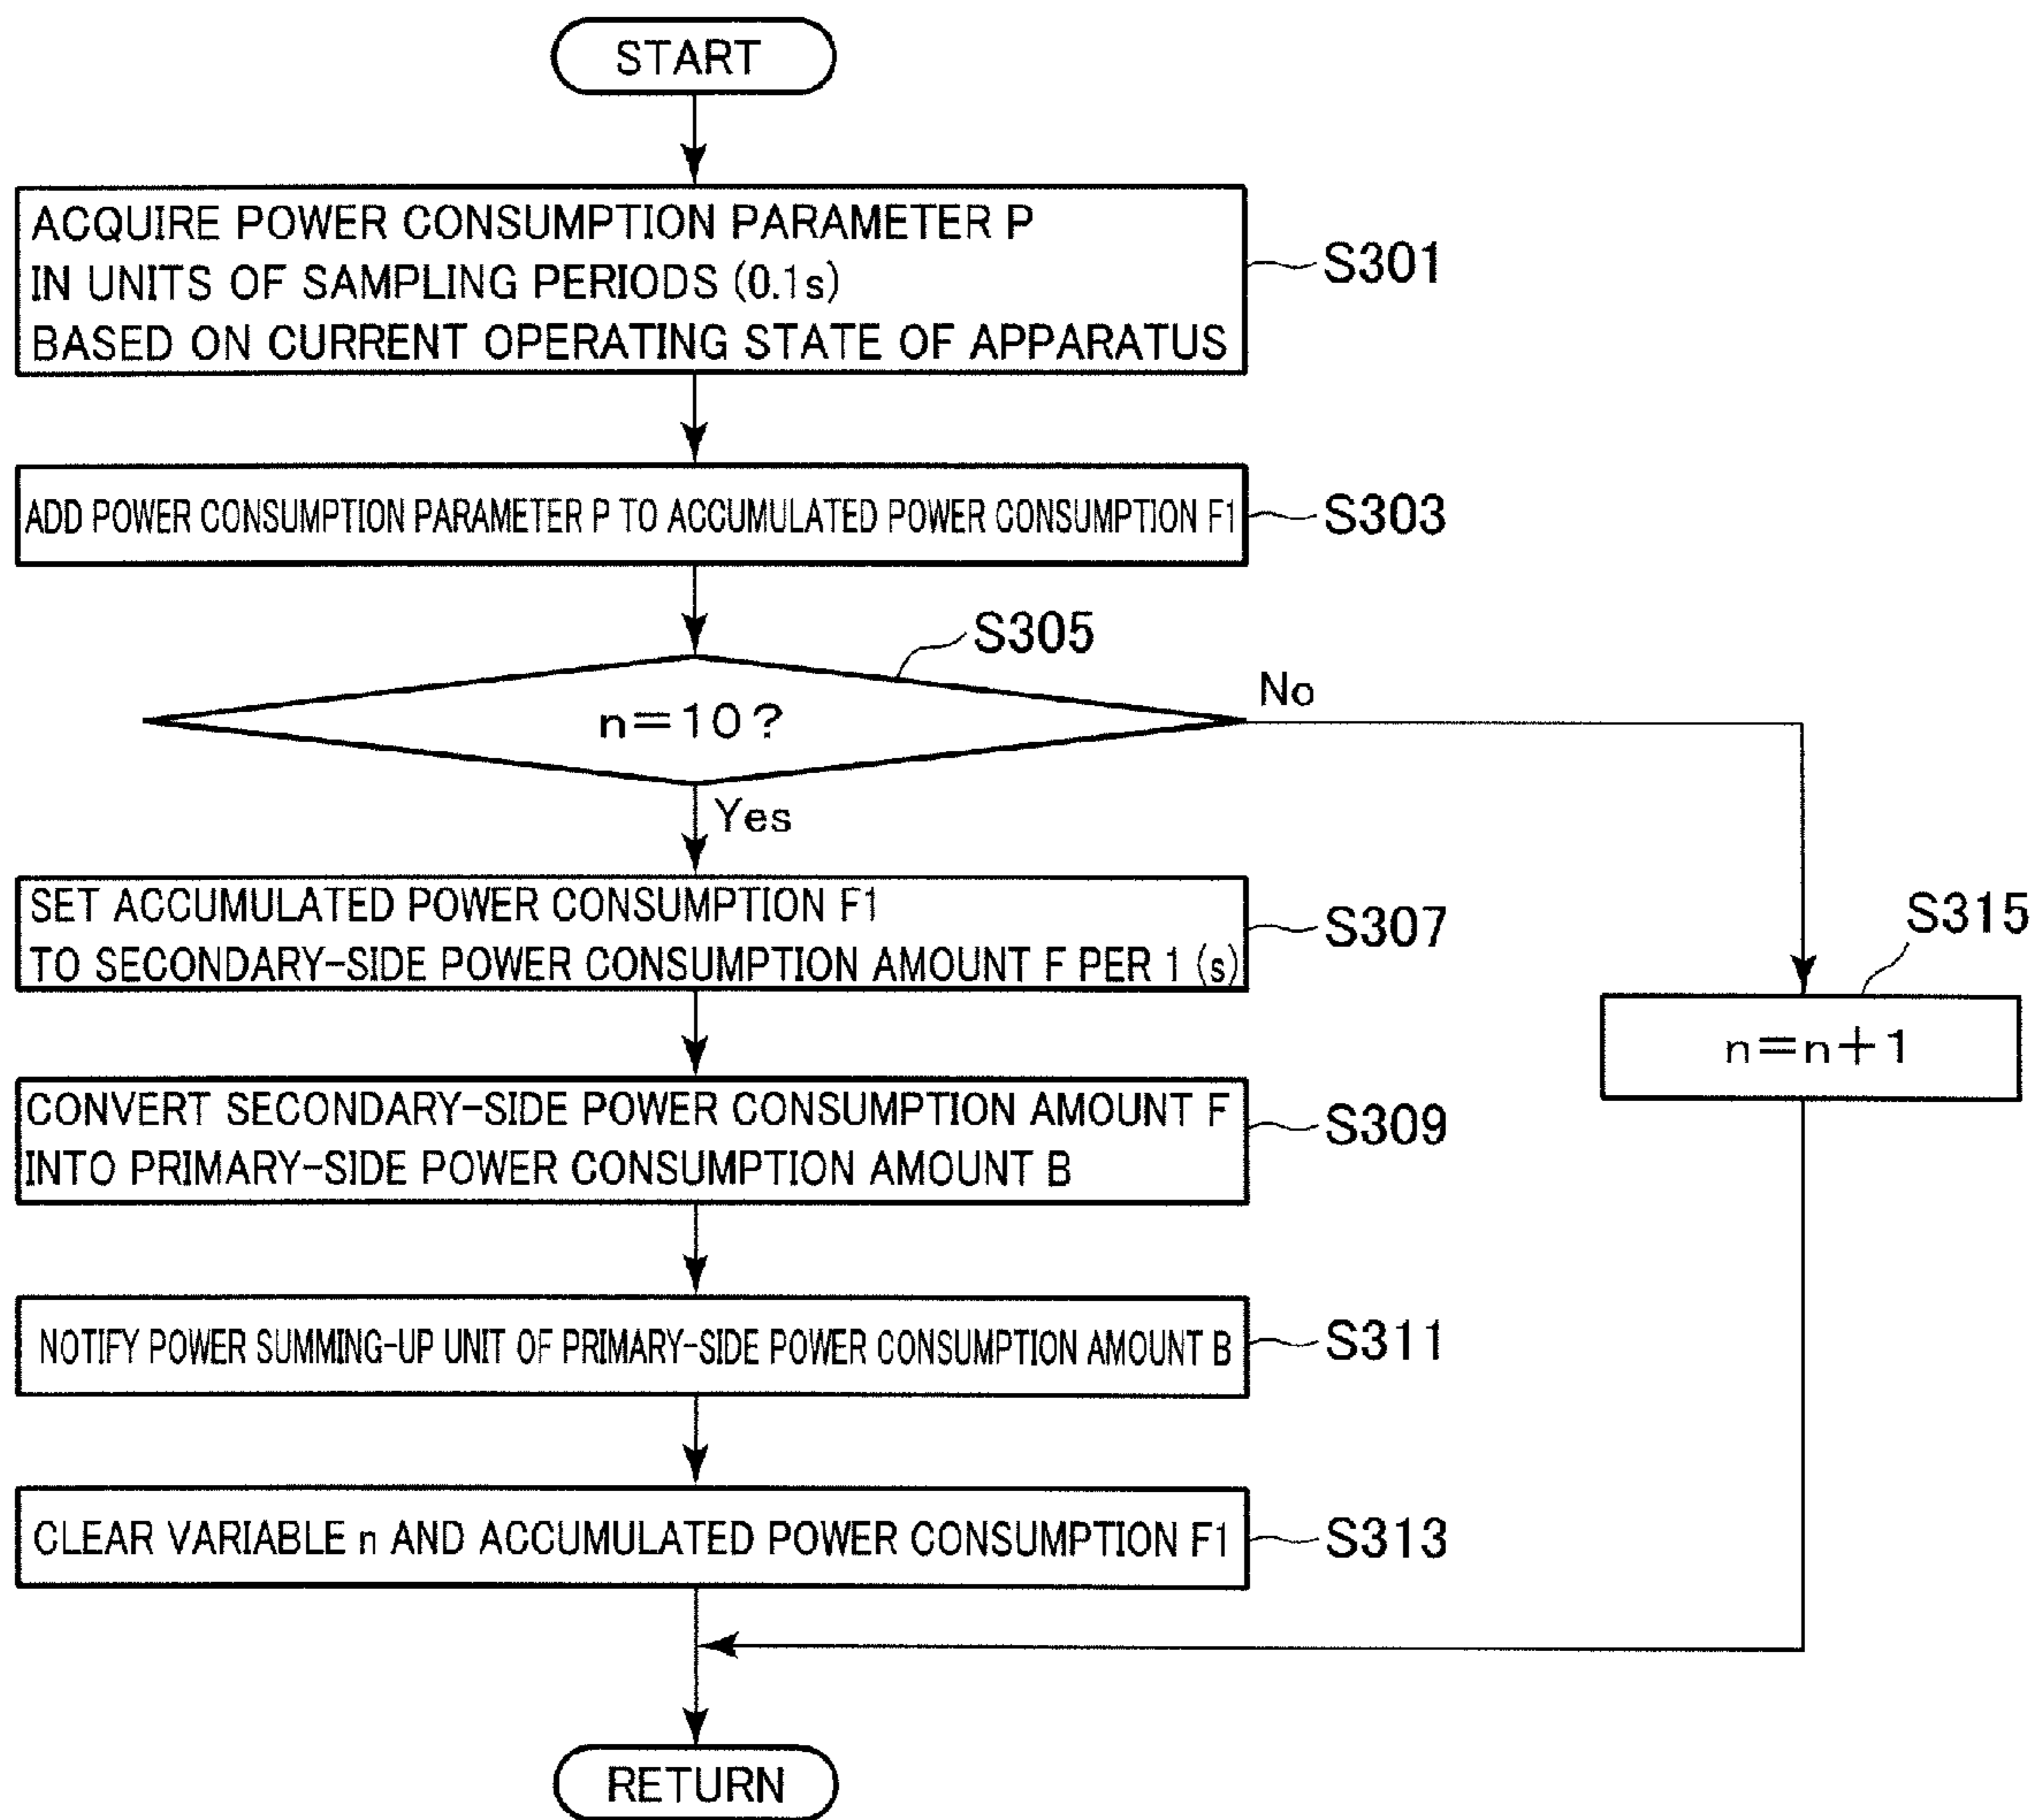 START
ACQUIRE POWER CONSUMPTION PARAMETER P
IN UNITS OF SAMPLING PERIODS (0.1s)
BASED ON CURRENT OPERATING STATE OF APPARATUS
S301
ADD POWER CONSUMPTION PARAMETER P TO ACCUMULATED POWER CONSUMPTION F1
S303
S305
n=10?
No
Yes
SET ACCUMULATED POWER CONSUMPTION F1
TO SECONDARY-SIDE POWER CONSUMPTION AMOUNT F PER 1 (s)
S307
S315
n=n+1
CONVERT SECONDARY-SIDE POWER CONSUMPTION AMOUNT F
INTO PRIMARY-SIDE POWER CONSUMPTION AMOUNT B
S309
NOTIFY POWER SUMMING-UP UNIT OF PRIMARY-SIDE POWER CONSUMPTION AMOUNT B
S311
CLEAR VARIABLE n AND ACCUMULATED POWER CONSUMPTION F1
S313
RETURN